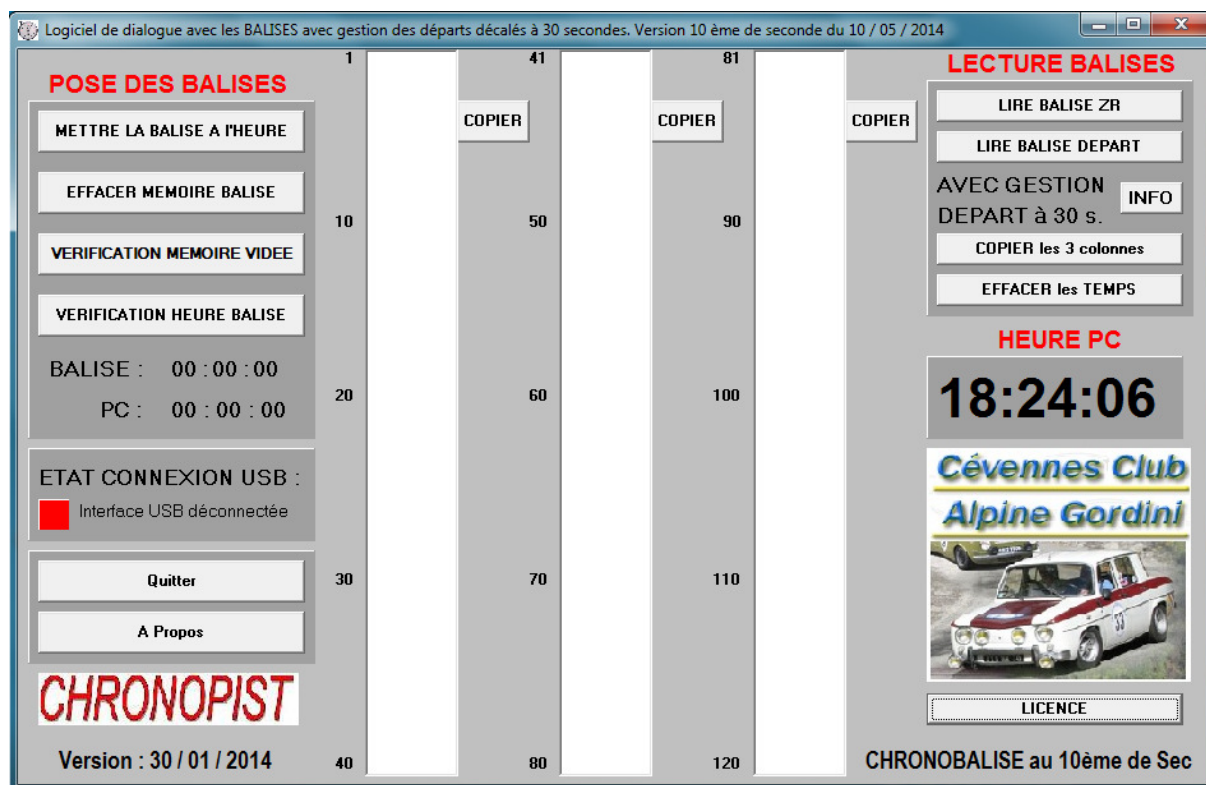 Logiciel de dialogue avec les BALISES avec gestion des départs décalés à 30 secondes. Version 10 ème de seconde du 10 / 05 / 2014
POSE DES BALISES
METTRE LA BALISE A l'HEURE
EFFACER MEMOIRE BALISE
VERIFICATION MEMOIRE VIDEE
VERIFICATION HEURE BALISE
BALISE : 00 : 00 : 00
PC : 00 : 00 : 00
ETAT CONNEXION USB :
Interface USB déconnectée
Quitter
A Propos
CHRONOPIST
Version : 30 / 01 / 2014
1
10
20
30
40
COPIER
41
50
60
70
80
COPIER
81
90
100
110
120
COPIER
LECTURE BALISES
LIRE BALISE ZR
LIRE BALISE DEPART
AVEC GESTION
DEPART à 30 s.
INFO
COPIER les 3 colonnes
EFFACER les TEMPS
HEURE PC
18:24:06
Cévennes Club
Alpine Gordini
33
LICENCE
CHRONOBALISE au 10ème de Sec